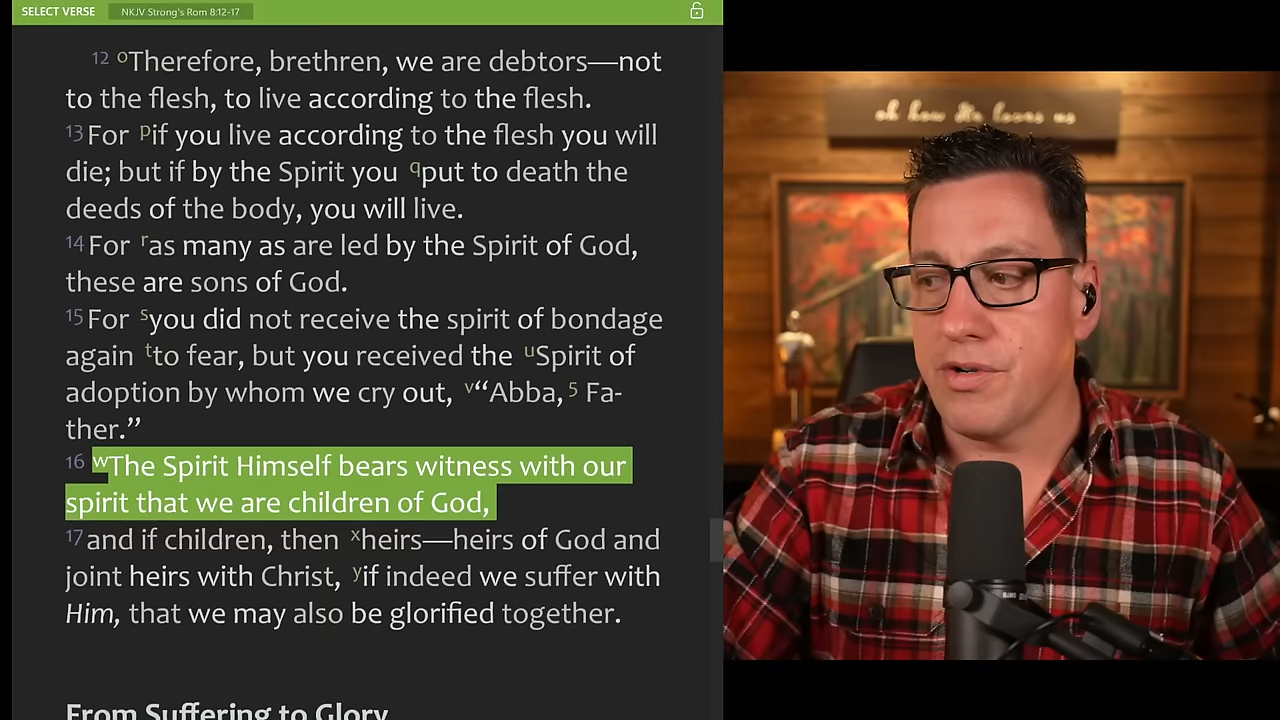 SELECT VERSE NKJV Strong's Rom 8:12-17
12 oTherefore, brethren, we are debtors—not
to the flesh, to live according to the flesh.
13 For pif you live according to the flesh you will
die; but if by the Spirit you qput to death the
deeds of the body, you will live.
14 For ras many as are led by the Spirit of God,
these are sons of God.
15 For syou did not receive the spirit of bondage
again tto fear, but you received the uSpirit of
adoption by whom we cry out, v“Abba, 5 Fa-
ther.”
16 wThe Spirit Himself bears witness with our
spirit that we are children of God,
17 and if children, then xheirs—heirs of God and
joint heirs with Christ, yif indeed we suffer with
Him, that we may also be glorified together.
From Suffering to Glory
oh how He loves us